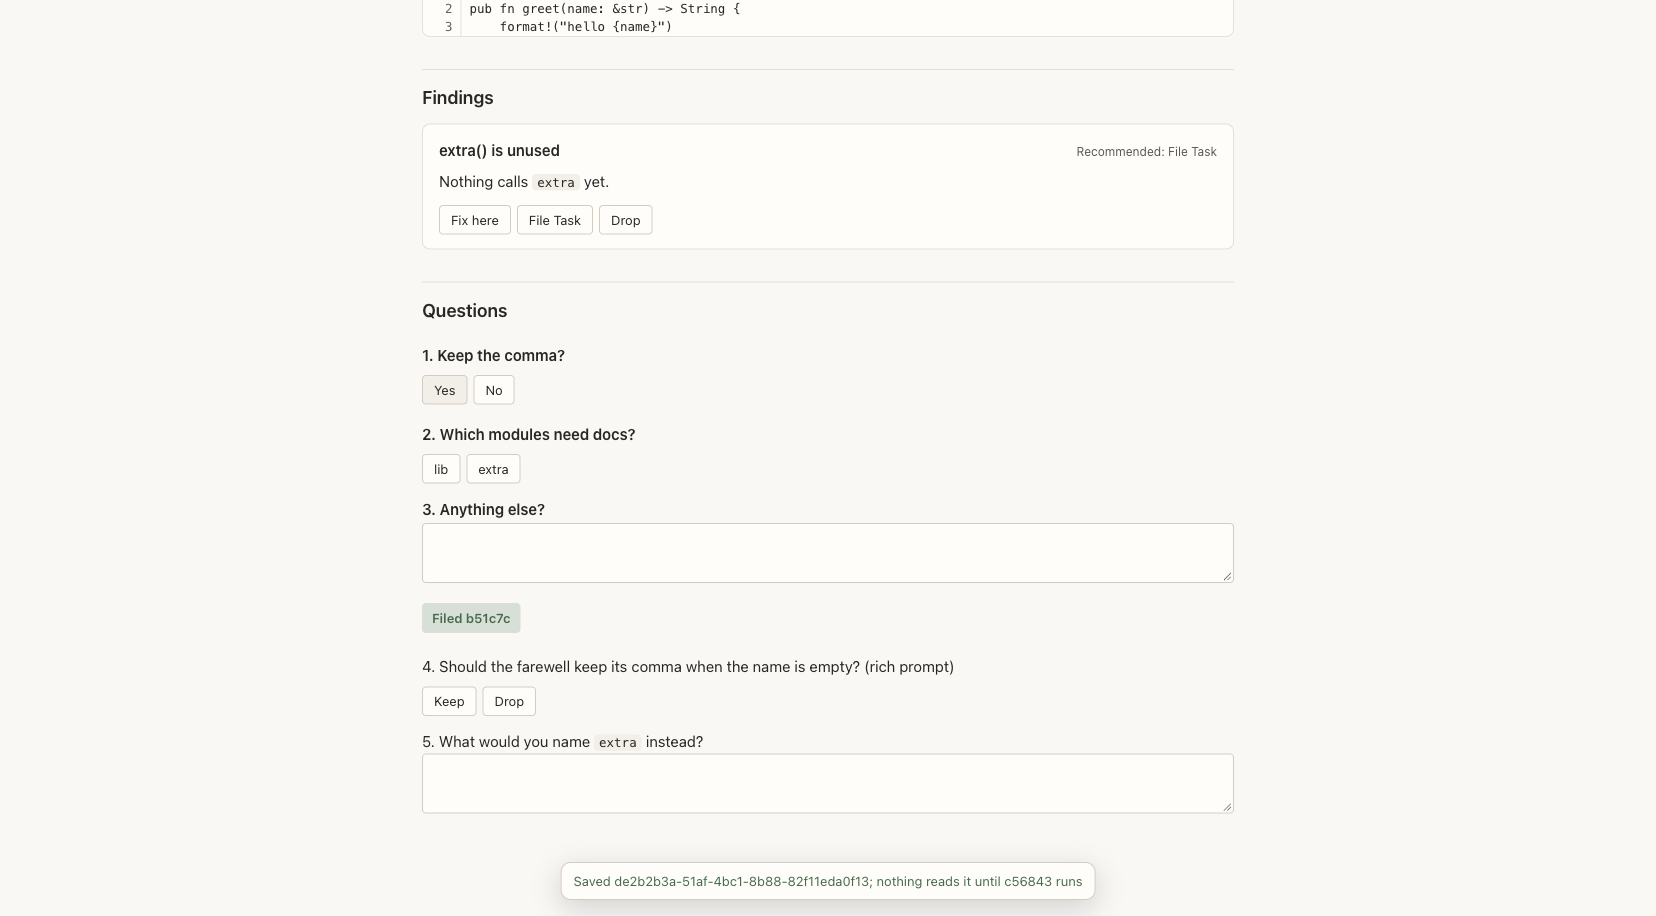 2 pub fn greet(name: &str) -> String {
3     format!("hello {name}")
Findings
extra() is unused
Recommended: File Task
Nothing calls extra yet.
Fix here File Task Drop
Questions
1. Keep the comma?
Yes No
2. Which modules need docs?
lib extra
3. Anything else?
Filed b51c7c
4. Should the farewell keep its comma when the name is empty? (rich prompt)
Keep Drop
5. What would you name extra instead?
Saved de2b2b3a-51af-4bc1-8b88-82f11eda0f13; nothing reads it until c56843 runs